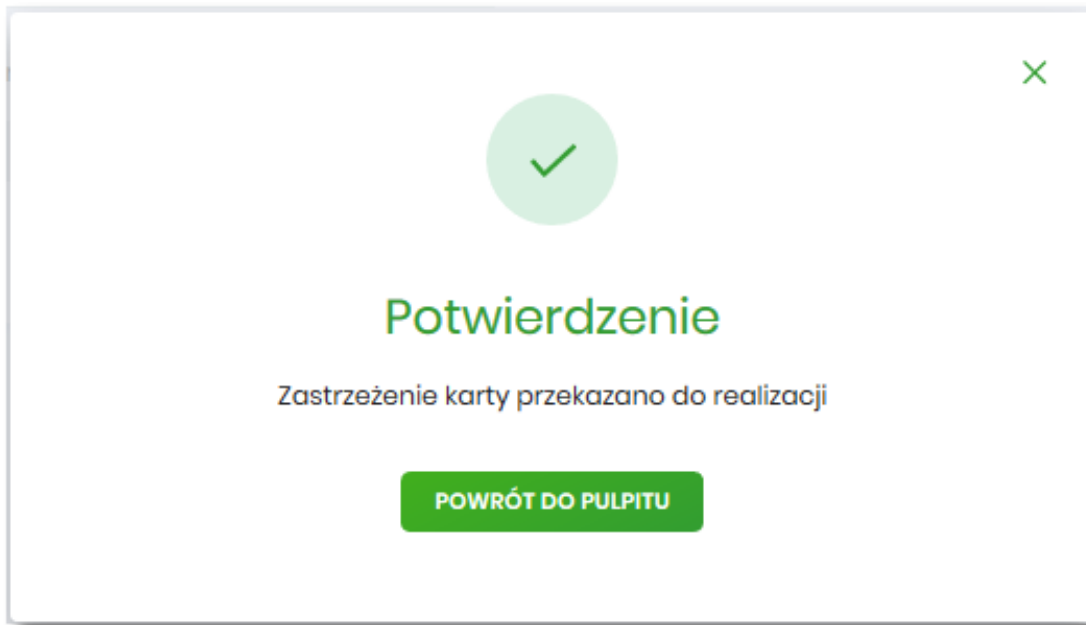 Potwierdzenie
Zastrzeżenie karty przekazano do realizacji
POWRÓT DO PULPITU